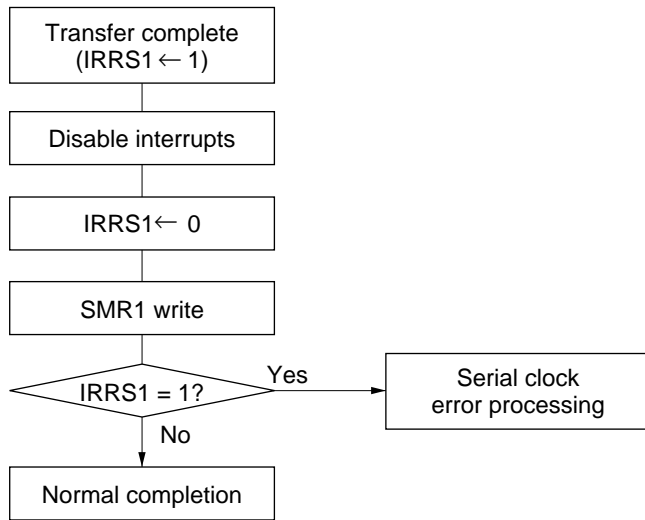 Transfer complete
(IRRS1 ← 1)
Disable interrupts
IRRS1 ← 0
SMR1 write
IRRS1 = 1?
Yes
Serial clock
error processing
No
Normal completion